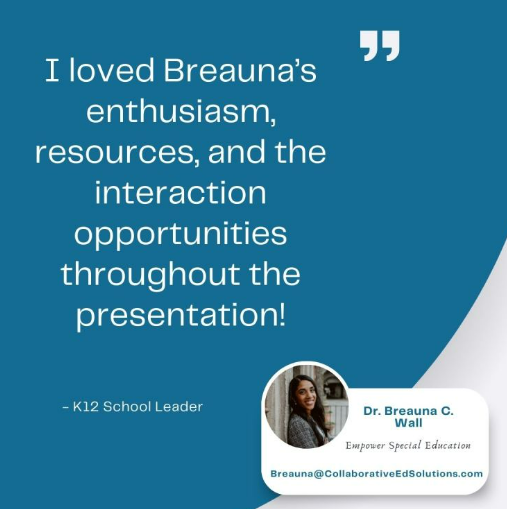 I loved Breauna’s
enthusiasm,
resources, and the
interaction
opportunities
throughout the
presentation!
- K12 School Leader
Dr. Breauna C.
Wall
Empower Special Education
Breauna@CollaborativeEdSolutions.com